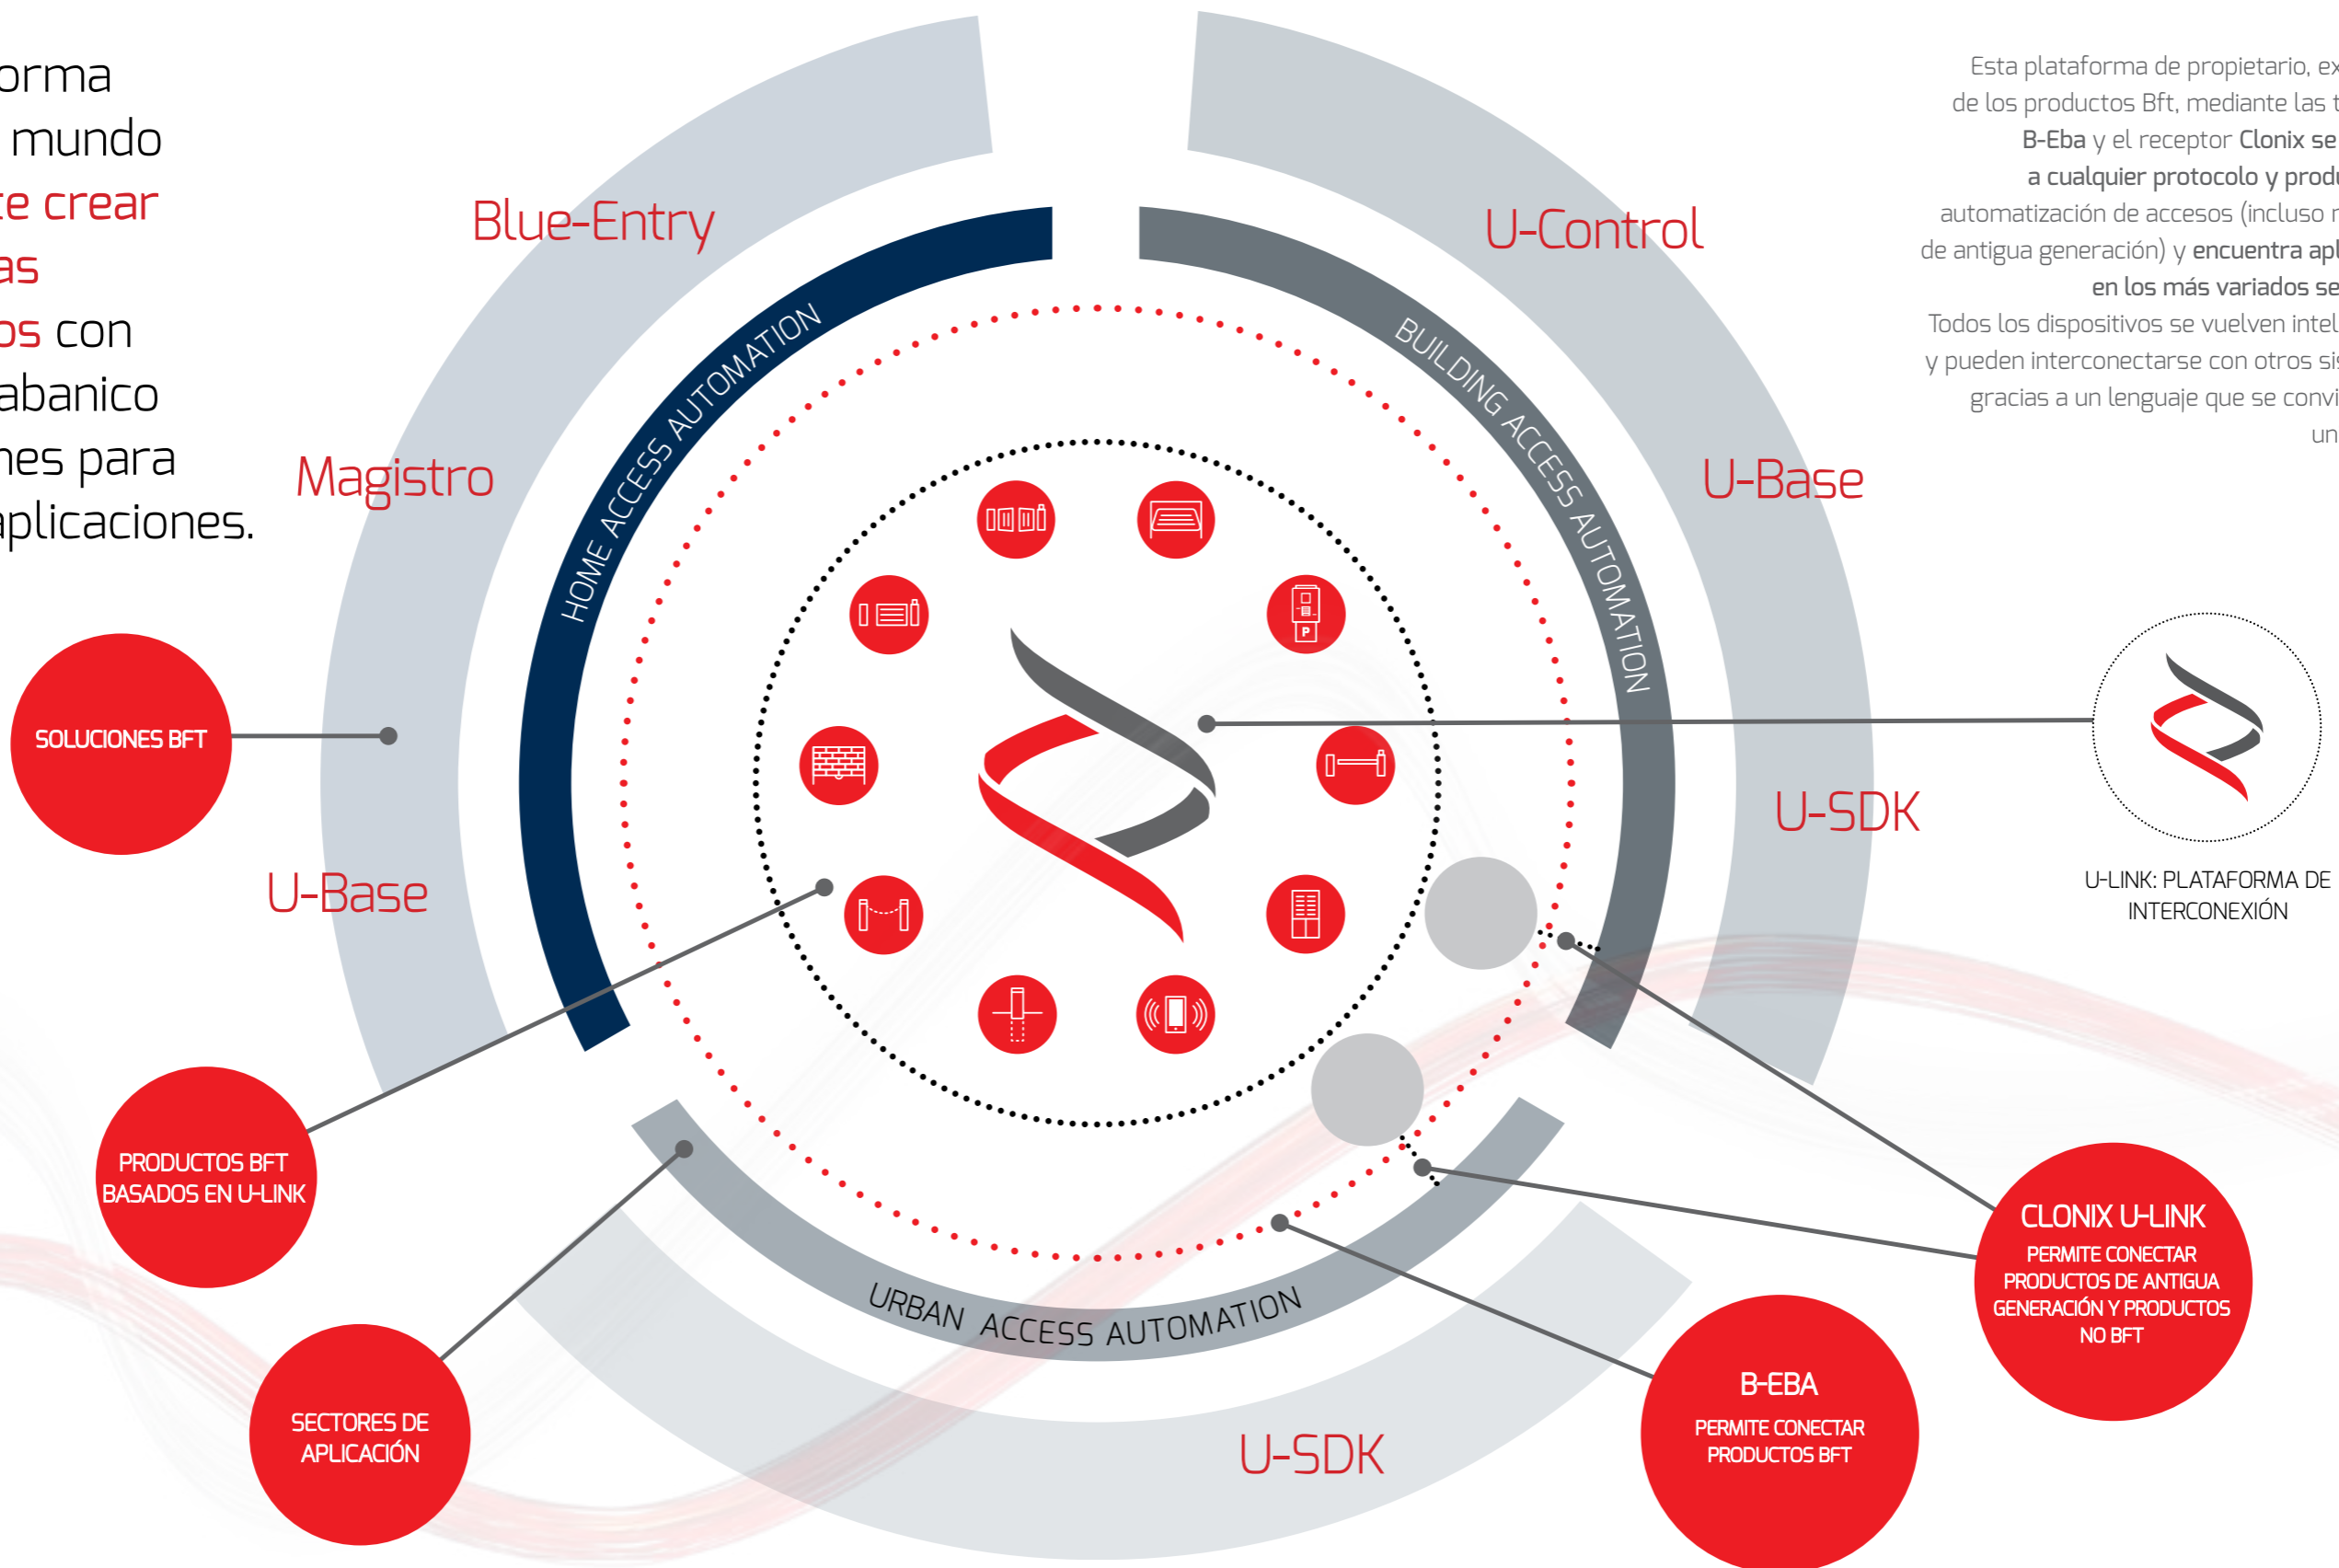 orma
mundo
te crear
as
os con
abanico
nes para
aplicaciones.
Esta plataforma de propietario, ex
de los productos Bft, mediante las t
B-Eba y el receptor Clonix se
a cualquier protocolo y produ
automatización de accesos (incluso
de antigua generación) y encuentra apl
en los más variados se
Todos los dispositivos se vuelven intel
y pueden interconectarse con otros sis
gracias a un lenguaje que se convi
un
Blue-Entry
Magistro
U-Base
U-Control
U-Base
U-SDK
HOME ACCESS AUTOMATION
BUILDING ACCESS AUTOMATION
URBAN ACCESS AUTOMATION
U-SDK
P
SOLUCIONES BFT
PRODUCTOS BFT
BASADOS EN U-LINK
SECTORES DE
APLICACIÓN
U-LINK: PLATAFORMA DE
INTERCONEXIÓN
CLONIX U-LINK
PERMITE CONECTAR
PRODUCTOS DE ANTIGUA
GENERACIÓN Y PRODUCTOS
NO BFT
B-EBA
PERMITE CONECTAR
PRODUCTOS BFT